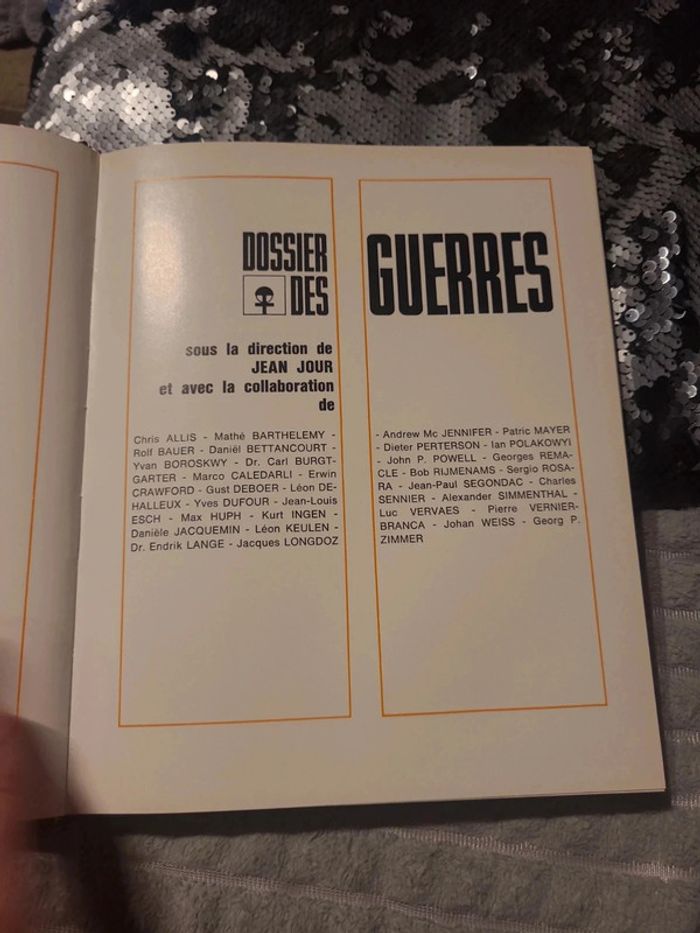 DOSSIER
DES
GUERRES
sous la direction de
JEAN JOUR
et avec la collaboration
de
Chris ALLIS - Mathé BARTHELEMY -
Rolf BAUER - Daniël BETTANCOURT -
Yvan BOROSKWY - Dr. Carl BURGT-
GARTER - Marco CALEDARLI - Erwin
CRAWFORD - Gust DEBOER - Léon DE-
HALLEUX - Yves DUFOUR - Jean-Louis
ESCH - Max HUPH - Kurt INGEN -
Danièle JACQUEMIN - Léon KEULEN -
Dr. Endrik LANGE - Jacques LONGDOZ
- Andrew Mc JENNIFER - Patric MAYER
- Dieter PERTERSON - Ian POLAKOWYI
- John P. POWELL - Georges REMA-
CLE - Bob RIJMENAMS - Sergio ROSA-
RA - Jean-Paul SEGONDAC - Charles
SENNIER - Alexander SIMMENTHAL -
Luc VERVAES - Pierre VERNIER-
BRANCA - Johan WEISS - Georg P.
ZIMMER